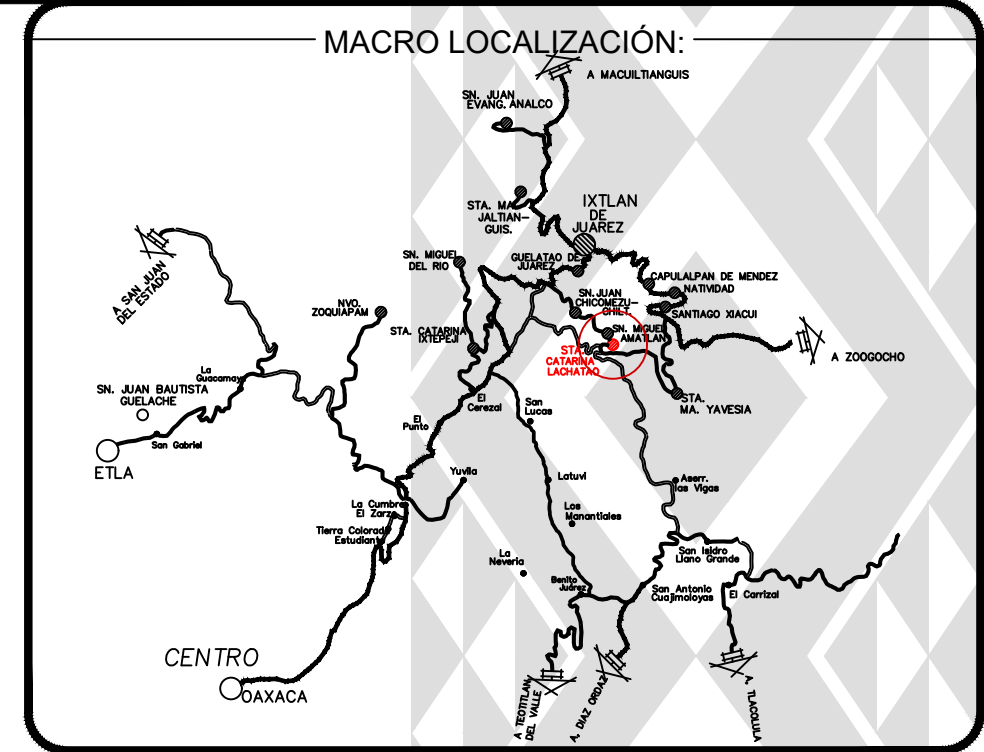 MACRO LOCALIZACIÓN:
A MACUILTIANGUIS
SN. JUAN
EVANG. ANALCO
STA. MA.
JALTIAN-
GUIS.
IXTLAN
DE
JUAREZ
A SAN JUAN
DEL ESTADO
SN. MIGUEL
DEL RIO
GUELATAO DE
JUAREZ
CAPULALPAN DE MENDEZ
NATIVIDAD
NVO.
ZOQUIAPAM
SN. JUAN
CHICOMEZU-
CHILT.
SANTIAGO XIACUI
STA. CATARINA
IXTEPEJI
SN. MIGUEL
AMATLAN
STA.
CATARINA
LACHATAO
A ZOOGOCHO
La
Guacamaya
SN. JUAN BAUTISTA
GUELACHE
El
Cerezal
San
Lucas
STA.
MA. YAVESIA
El
Punto
San Gabriel
ETLA
Yuvila
Latuvi
Aserr.
las Vigas
La Cumbre
El Zarz
Los
Manantiales
Tierra Colorad
Estudiant
La
Neveria
San Isidro
Llano Grande
Benito
Juárez
San Antonio
Cuajimoloyas
El Carrizal
CENTRO
OAXACA
A TEOTITLAN
DEL VALLE
A. DIAZ ORDAZ
A. TLACOLULA